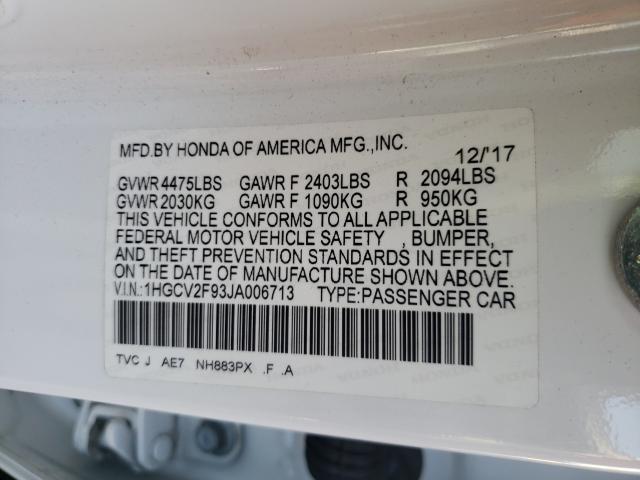 MFD.BY HONDA OF AMERICA MFG.,INC. 12/'17
GVWR 4475LBS GAWR F 2403LBS R 2094LBS
GVWR 2030KG GAWR F 1090KG R 950KG
THIS VEHICLE CONFORMS TO ALL APPLICABLE
FEDERAL MOTOR VEHICLE SAFETY , BUMPER,
AND THEFT PREVENTION STANDARDS IN EFFECT
ON THE DATE OF MANUFACTURE SHOWN ABOVE.
V.I.N.:1HGCV2F93JA006713 TYPE:PASSENGER CAR
TVC J AE7 NH883PX .F .A